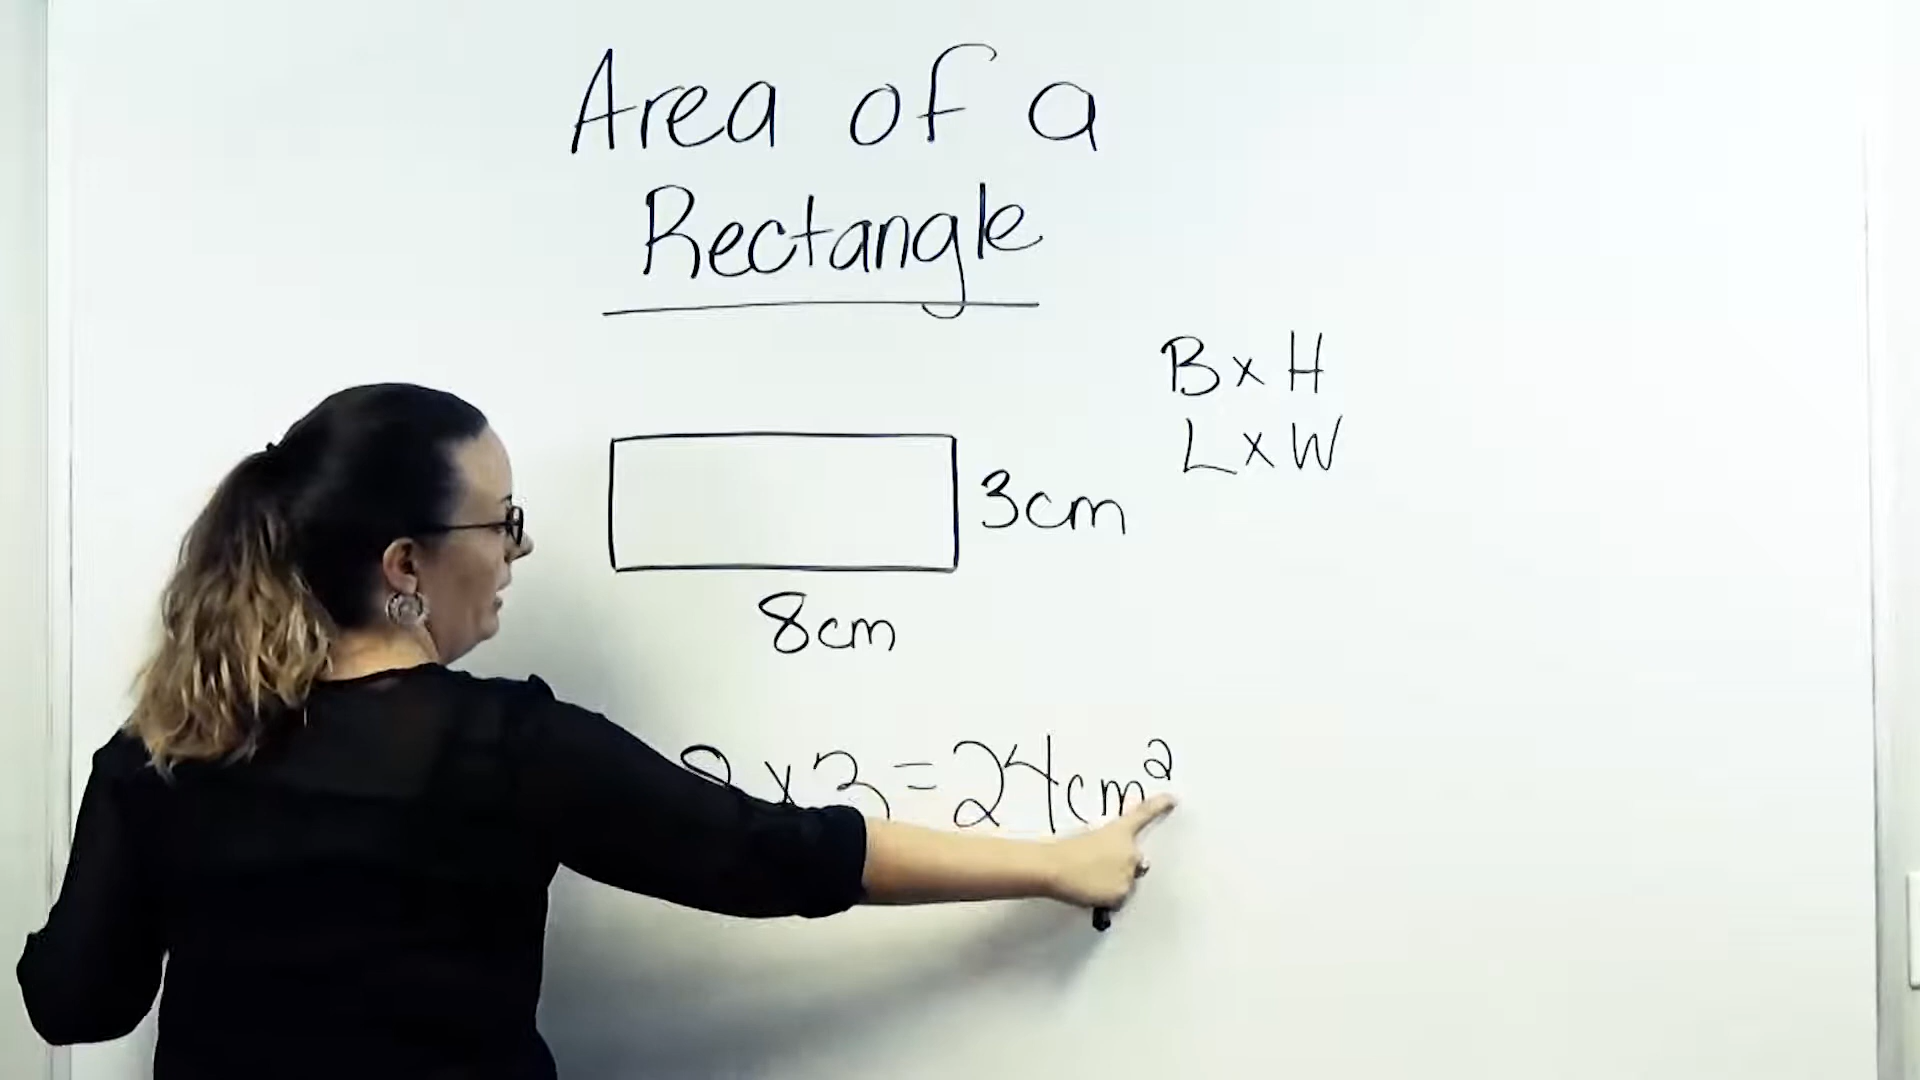 Area of a
Rectangle
B x H
L x W
3cm
8cm
8 x 3 = 24cm²